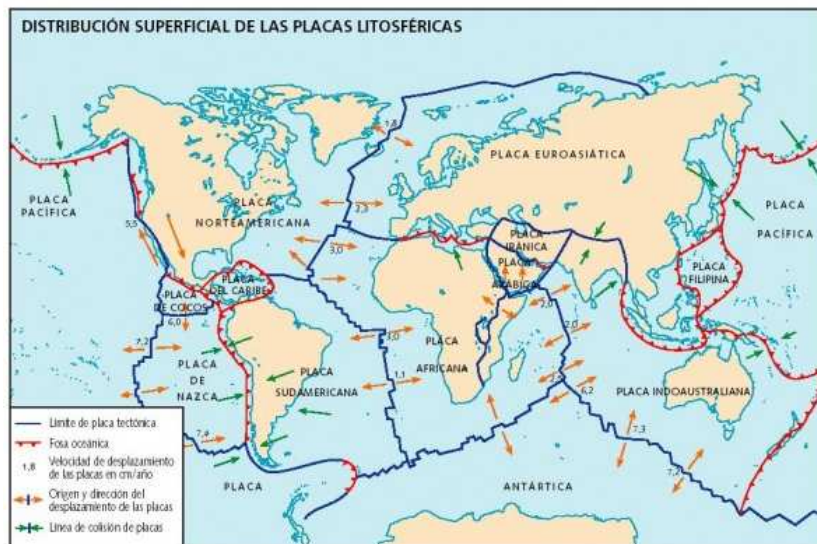 DISTRIBUCIÓN SUPERFICIAL DE LAS PLACAS LITOSFÉRICAS
1,8
PLACA EUROASIÁTICA
PLACA
PACÍFICA
PLACA
NORTEAMERICANA
2,3
PLACA
PACÍFICA
5,5
3,0
PLACA
IRÁNICA
PLACA
ARÁBIGA
PLACA
FILIPINA
PLACA
DEL CARIBE
PLACA
DE COCOS
6,0
2,0
7,2
3,0
2,0
PLACA
DE
NAZCA
PLACA
SUDAMERICANA
1,1
PLACA
AFRICANA
6,2
PLACA INDOAUSTRALIANA
7,4
7,3
7,2
PLACA
ANTÁRTICA
Límite de placa tectónica
Fosa oceánica
1,8
Velocidad de desplazamiento
de las placas en cm/año
Origen y dirección del
desplazamiento de las placas
Línea de colisión de placas